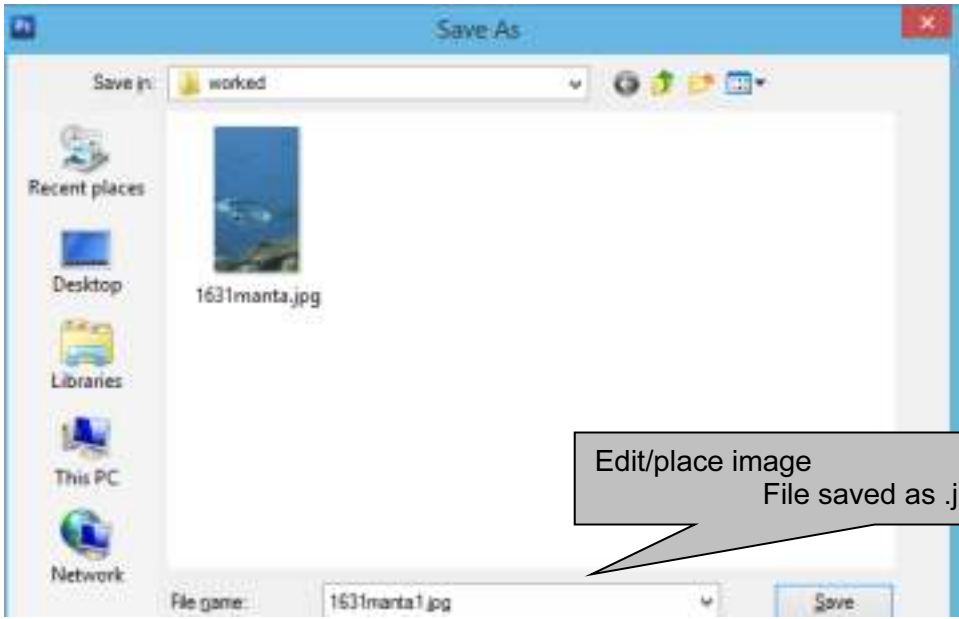 Ps
Save As
Save in: worked
Recent places
Desktop
Libraries
This PC
Network
1631manta.jpg
Edit/place image
File saved as .j
File name: 1631manta1.jpg
Save